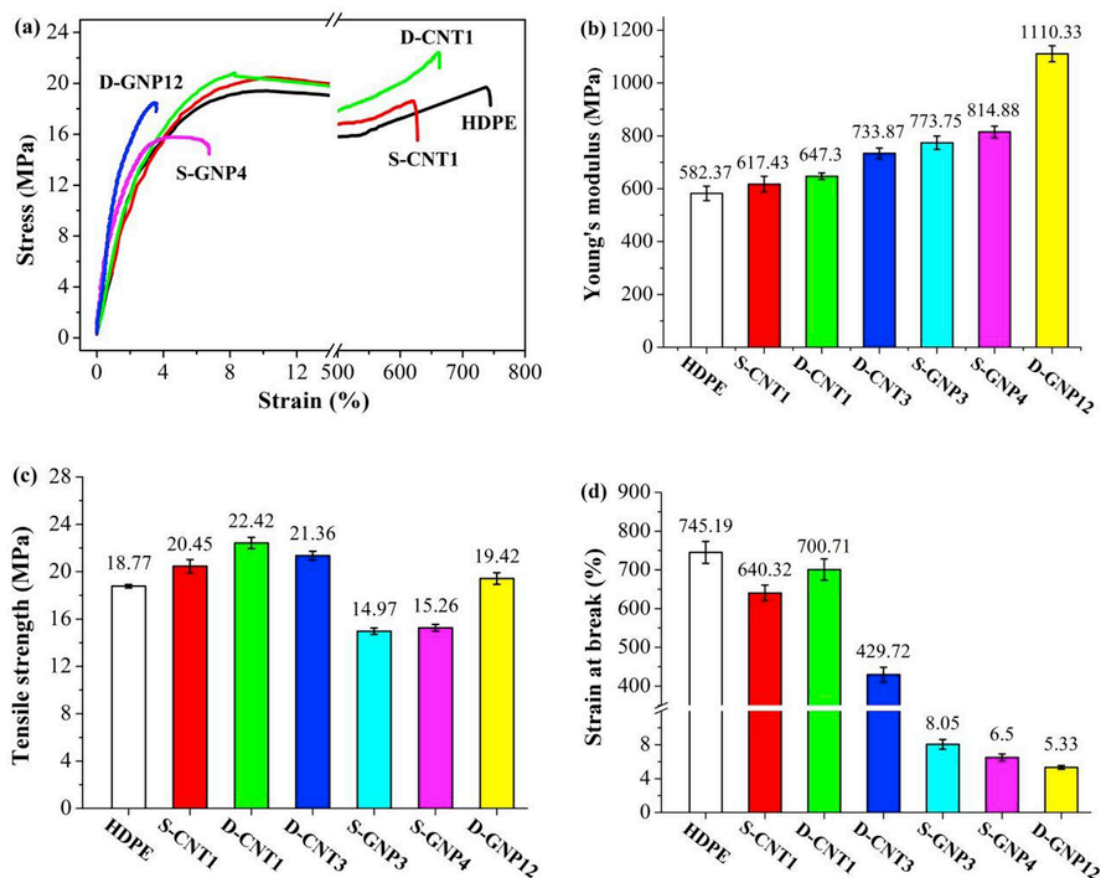 (a)
24
20
16
12
8
4
0
Stress (MPa)
D-GNP12
S-GNP4
D-CNT1
HDPE
S-CNT1
0 4 8 12 500 600 700 800
Strain (%)
(b)
1200
1000
800
600
400
200
0
Young's modulus (MPa)
582.37
617.43
647.3
733.87
773.75
814.88
1110.33
HDPE
S-CNT1
D-CNT1
D-CNT3
S-GNP3
S-GNP4
D-GNP12
(c)
28
24
20
16
12
8
4
0
Tensile strength (MPa)
18.77
20.45
22.42
21.36
14.97
15.26
19.42
HDPE
S-CNT1
D-CNT1
D-CNT3
S-GNP3
S-GNP4
D-GNP12
(d)
900
800
700
600
500
400
8
4
0
Strain at break (%)
745.19
640.32
700.71
429.72
8.05
6.5
5.33
HDPE
S-CNT1
D-CNT1
D-CNT3
S-GNP3
S-GNP4
D-GNP12